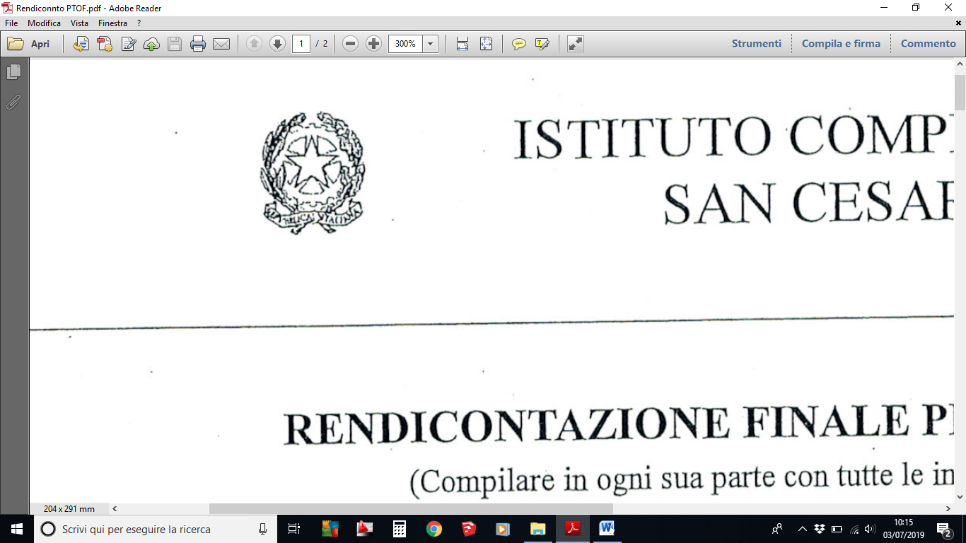 Rendiconnto PTOF.pdf - Adobe Reader
File Modifica Vista Finestra ?
Apri 1 / 2 300% Strumenti Compila e firma Commento
ISTITUTO COMP
SAN CESAR
RENDICONTAZIONE FINALE P
(Compilare in ogni sua parte con tutte le in
204 x 291 mm
Scrivi qui per eseguire la ricerca
10:15
03/07/2019
2